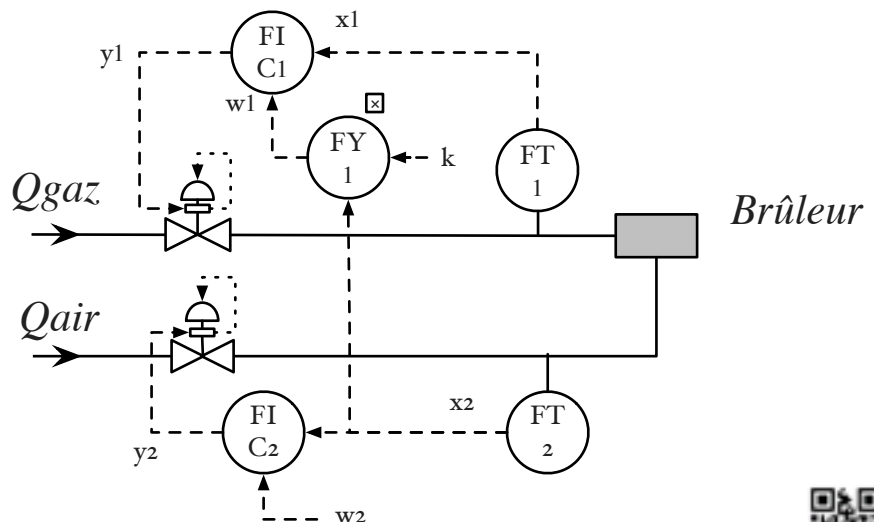 x1
FI
C1
y1
w1
×
FY
1
k
FT
1
Qgaz
Brûleur
Qair
x2
FI
C2
FT
2
y2
w2